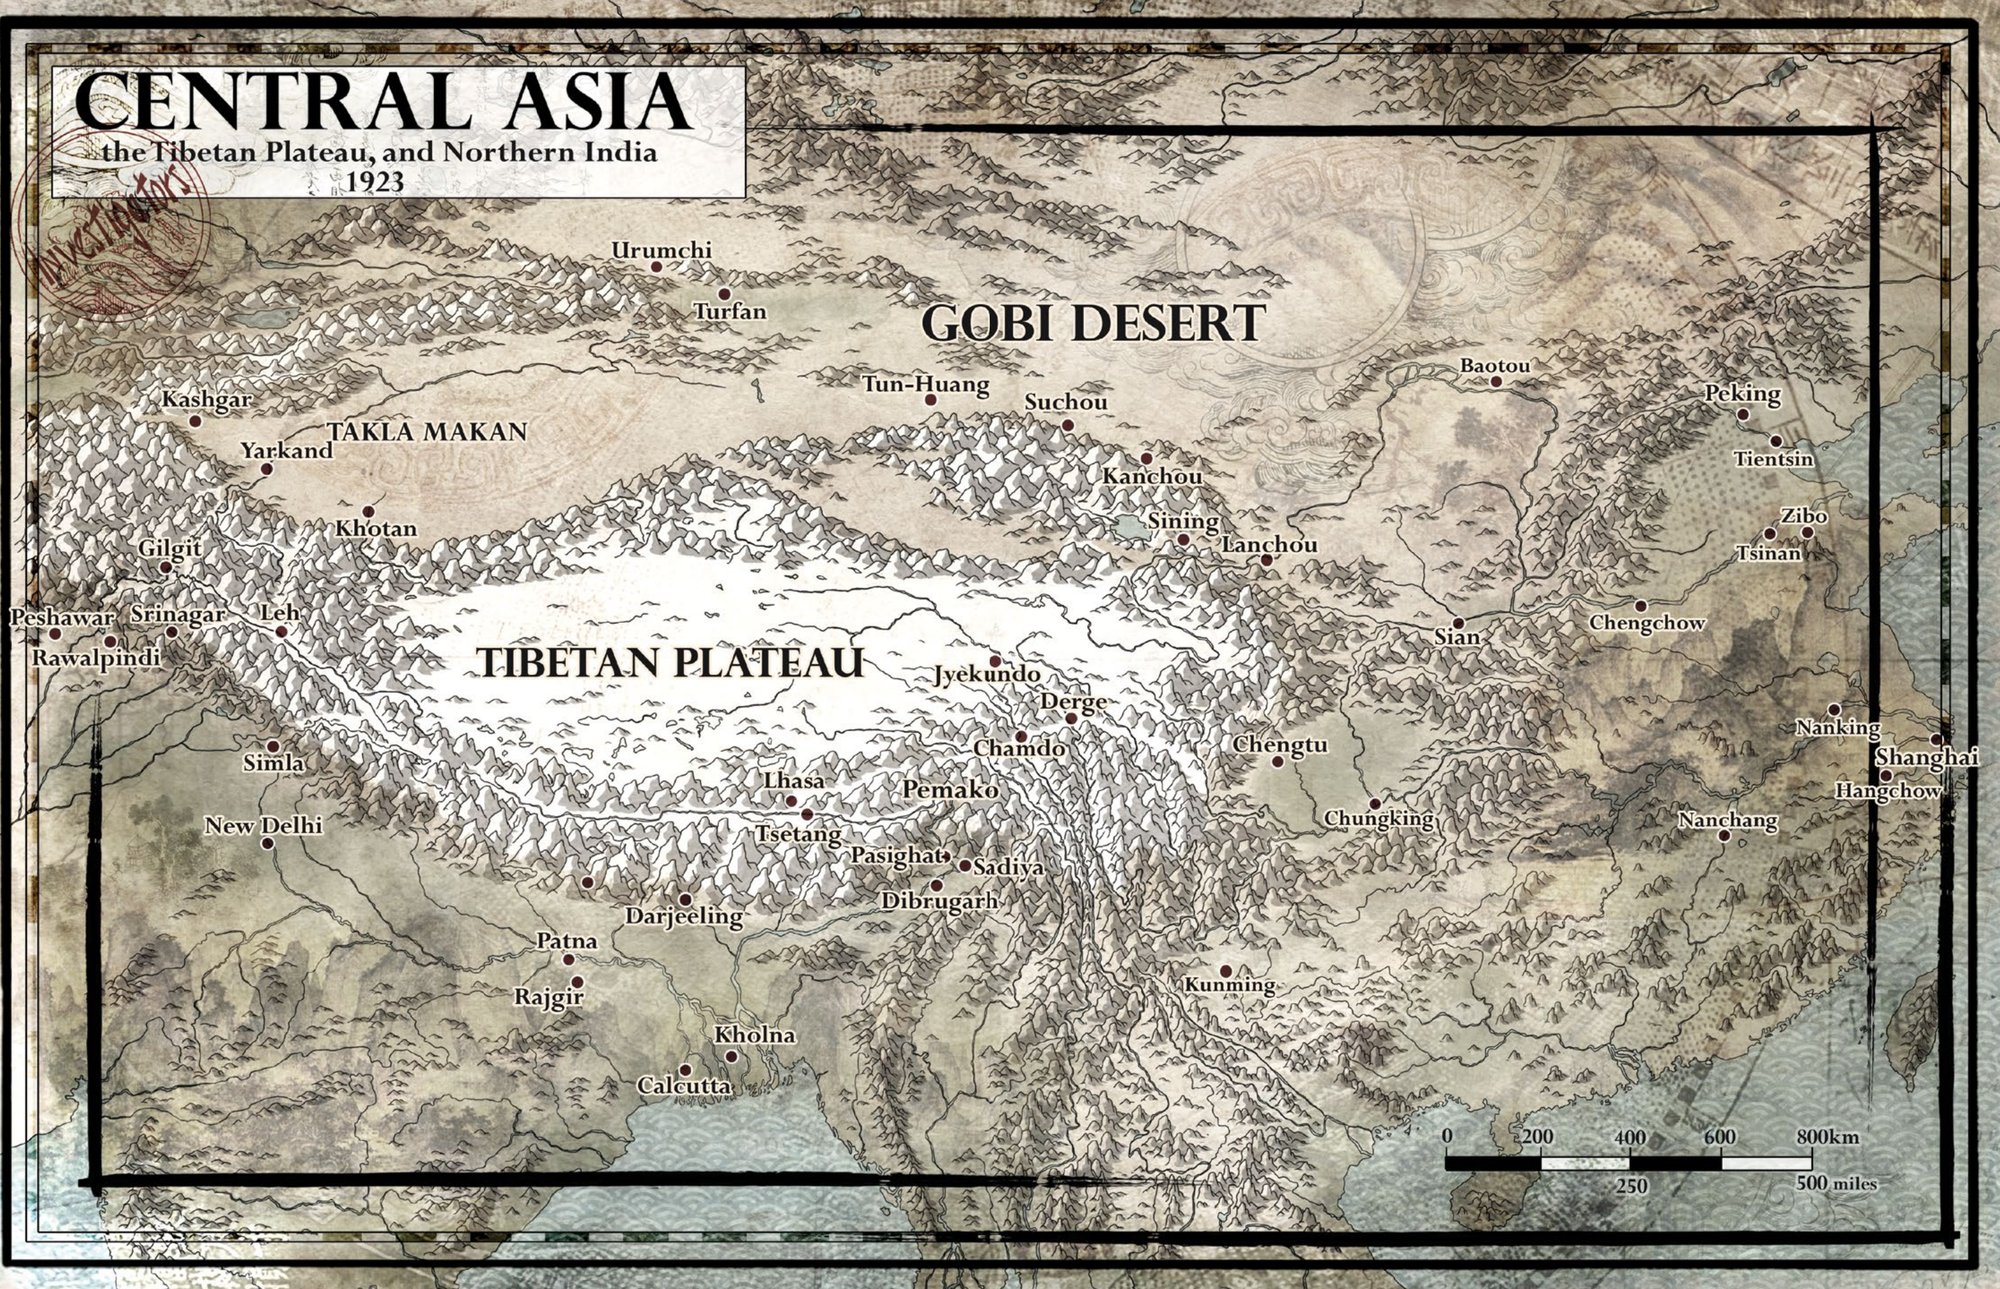 CENTRAL ASIA
the Tibetan Plateau, and Northern India
1923
INVESTIGATORS
Urumchi
Turfan
GOBI DESERT
Baotou
Tun-Huang
Suchou
Peking
Kashgar
TAKLA MAKAN
Yarkand
Tientsin
Kanchou
Khotan
Sining
Zibo
Gilgit
Lanchou
Tsinan
Peshawar
Srinagar
Leh
Chengchow
Rawalpindi
Sian
TIBETAN PLATEAU
Jyekundo
Derge
Nanking
Chamdo
Chengtu
Shanghai
Simla
Lhasa
Pemako
Hangchow
New Delhi
Tsetang
Chungking
Nanchang
Pasighat
Sadiya
Dibrugarh
Darjeeling
Patna
Kunming
Rajgir
Kholna
Calcutta
0 200 400 600 800km
250 500 miles